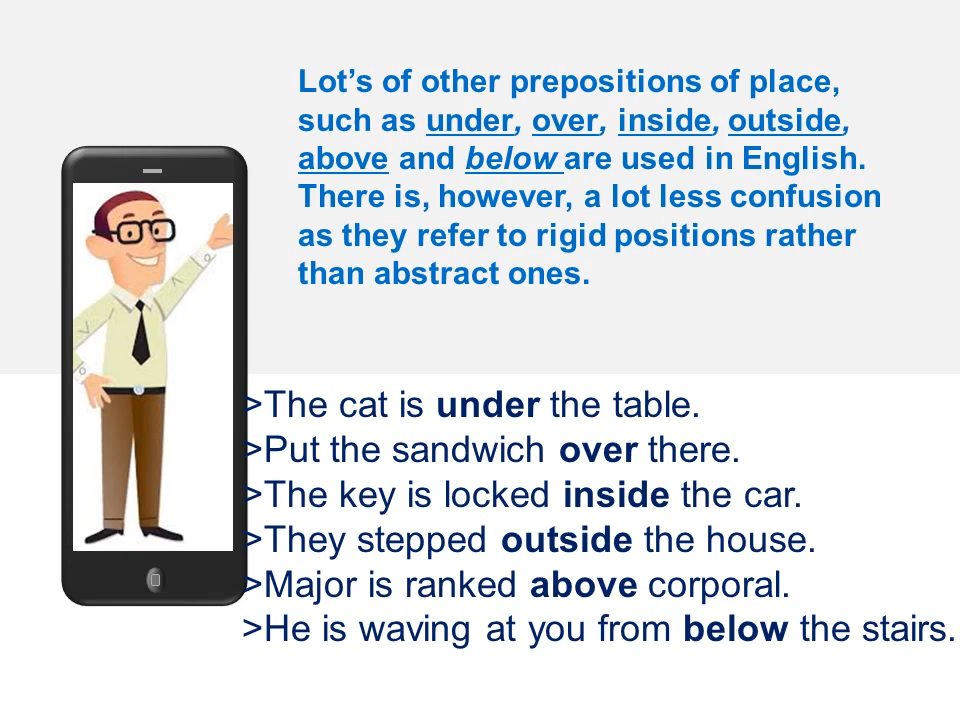 Lot’s of other prepositions of place,
such as under, over, inside, outside,
above and below are used in English.
There is, however, a lot less confusion
as they refer to rigid positions rather
than abstract ones.
>The cat is under the table.
>Put the sandwich over there.
>The key is locked inside the car.
>They stepped outside the house.
>Major is ranked above corporal.
>He is waving at you from below the stairs.